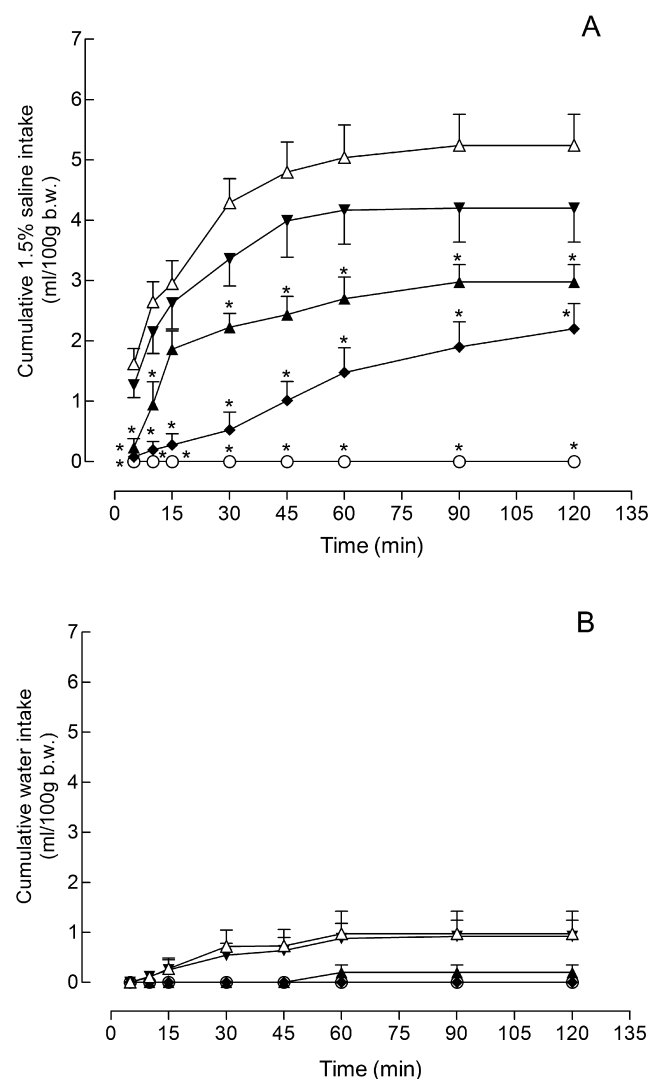 A
7
6
5
4
3
2
1
0
Cumulative 1.5% saline intake
(ml/100g b.w.)
* * * *
* * * *
* * * * * * * *
* * * * * * * * *
0 15 30 45 60 75 90 105 120 135
Time (min)
B
7
6
5
4
3
2
1
0
Cumulative water intake
(ml/100g b.w.)
0 15 30 45 60 75 90 105 120 135
Time (min)